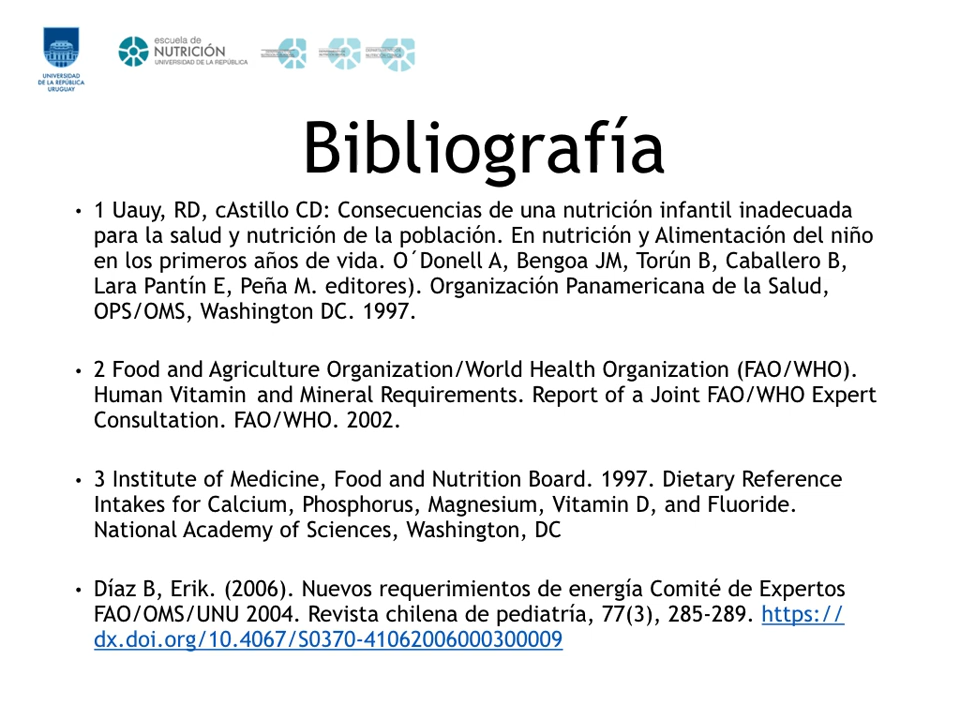 UNIVERSIDAD
DE LA REPÚBLICA
URUGUAY
escuela de
NUTRICIÓN
UNIVERSIDAD DE LA REPÚBLICA
Bibliografía
• 1 Uauy, RD, cAstillo CD: Consecuencias de una nutrición infantil inadecuada
para la salud y nutrición de la población. En nutrición y Alimentación del niño
en los primeros años de vida. O´Donell A, Bengoa JM, Torún B, Caballero B,
Lara Pantín E, Peña M. editores). Organización Panamericana de la Salud,
OPS/OMS, Washington DC. 1997.
• 2 Food and Agriculture Organization/World Health Organization (FAO/WHO).
Human Vitamin and Mineral Requirements. Report of a Joint FAO/WHO Expert
Consultation. FAO/WHO. 2002.
• 3 Institute of Medicine, Food and Nutrition Board. 1997. Dietary Reference
Intakes for Calcium, Phosphorus, Magnesium, Vitamin D, and Fluoride.
National Academy of Sciences, Washington, DC
• Díaz B, Erik. (2006). Nuevos requerimientos de energía Comité de Expertos
FAO/OMS/UNU 2004. Revista chilena de pediatría, 77(3), 285-289. https://
dx.doi.org/10.4067/S0370-41062006000300009